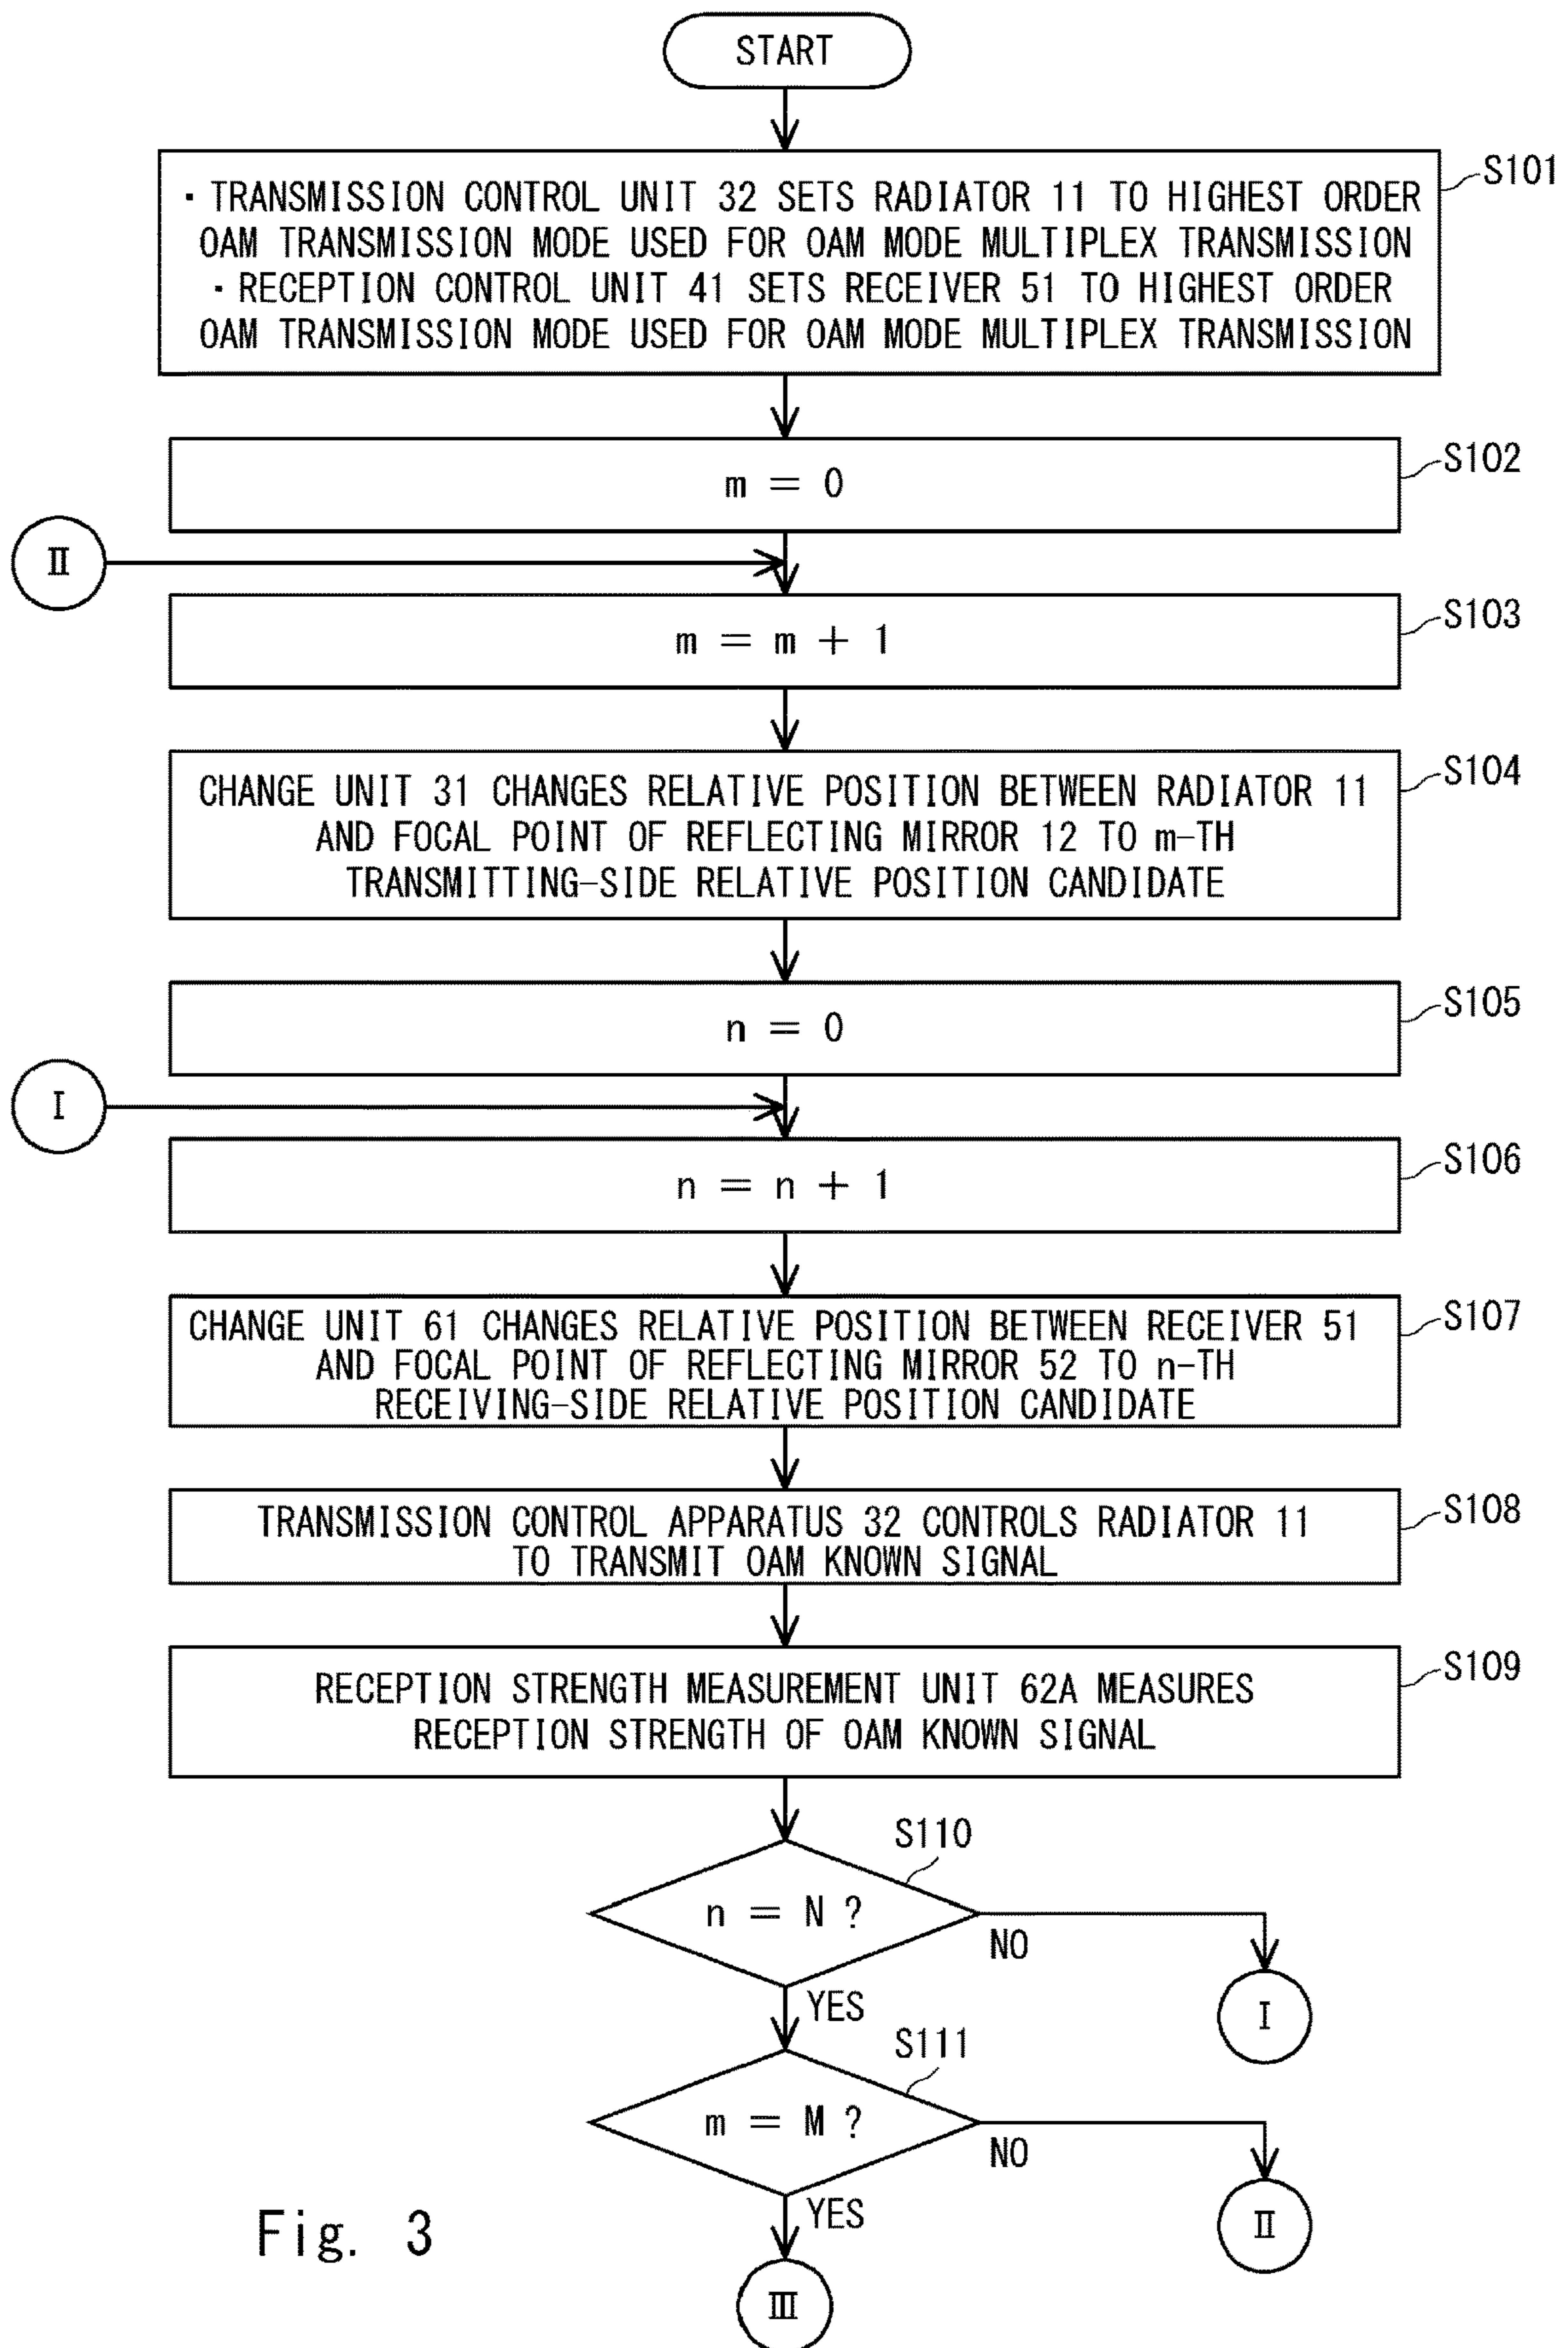 START
S101
・TRANSMISSION CONTROL UNIT 32 SETS RADIATOR 11 TO HIGHEST ORDER
OAM TRANSMISSION MODE USED FOR OAM MODE MULTIPLEX TRANSMISSION
・RECEPTION CONTROL UNIT 41 SETS RECEIVER 51 TO HIGHEST ORDER
OAM TRANSMISSION MODE USED FOR OAM MODE MULTIPLEX TRANSMISSION
S102
m = 0
Ⅱ
S103
m = m + 1
S104
CHANGE UNIT 31 CHANGES RELATIVE POSITION BETWEEN RADIATOR 11
AND FOCAL POINT OF REFLECTING MIRROR 12 TO m-TH
TRANSMITTING-SIDE RELATIVE POSITION CANDIDATE
S105
n = 0
Ⅰ
S106
n = n + 1
S107
CHANGE UNIT 61 CHANGES RELATIVE POSITION BETWEEN RECEIVER 51
AND FOCAL POINT OF REFLECTING MIRROR 52 TO n-TH
RECEIVING-SIDE RELATIVE POSITION CANDIDATE
S108
TRANSMISSION CONTROL APPARATUS 32 CONTROLS RADIATOR 11
TO TRANSMIT OAM KNOWN SIGNAL
S109
RECEPTION STRENGTH MEASUREMENT UNIT 62A MEASURES
RECEPTION STRENGTH OF OAM KNOWN SIGNAL
S110
n = N ?
NO
YES
Ⅰ
S111
m = M ?
NO
YES
Ⅱ
Fig. 3
Ⅲ